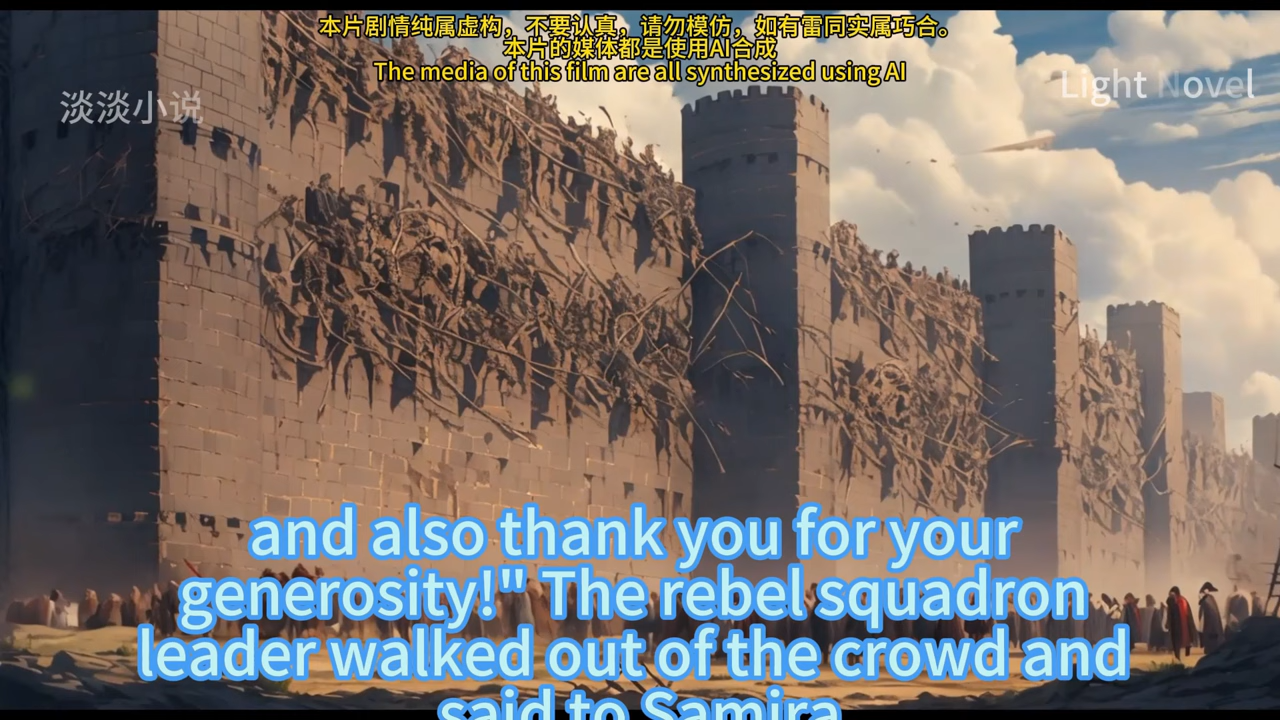 本片剧情纯属虚构，不要认真，请勿模仿，如有雷同实属巧合。
本片的媒体都是使用AI合成
The media of this film are all synthesized using AI
淡淡小说
Light Novel
and also thank you for your
generosity!" The rebel squadron
leader walked out of the crowd and
said to Samira